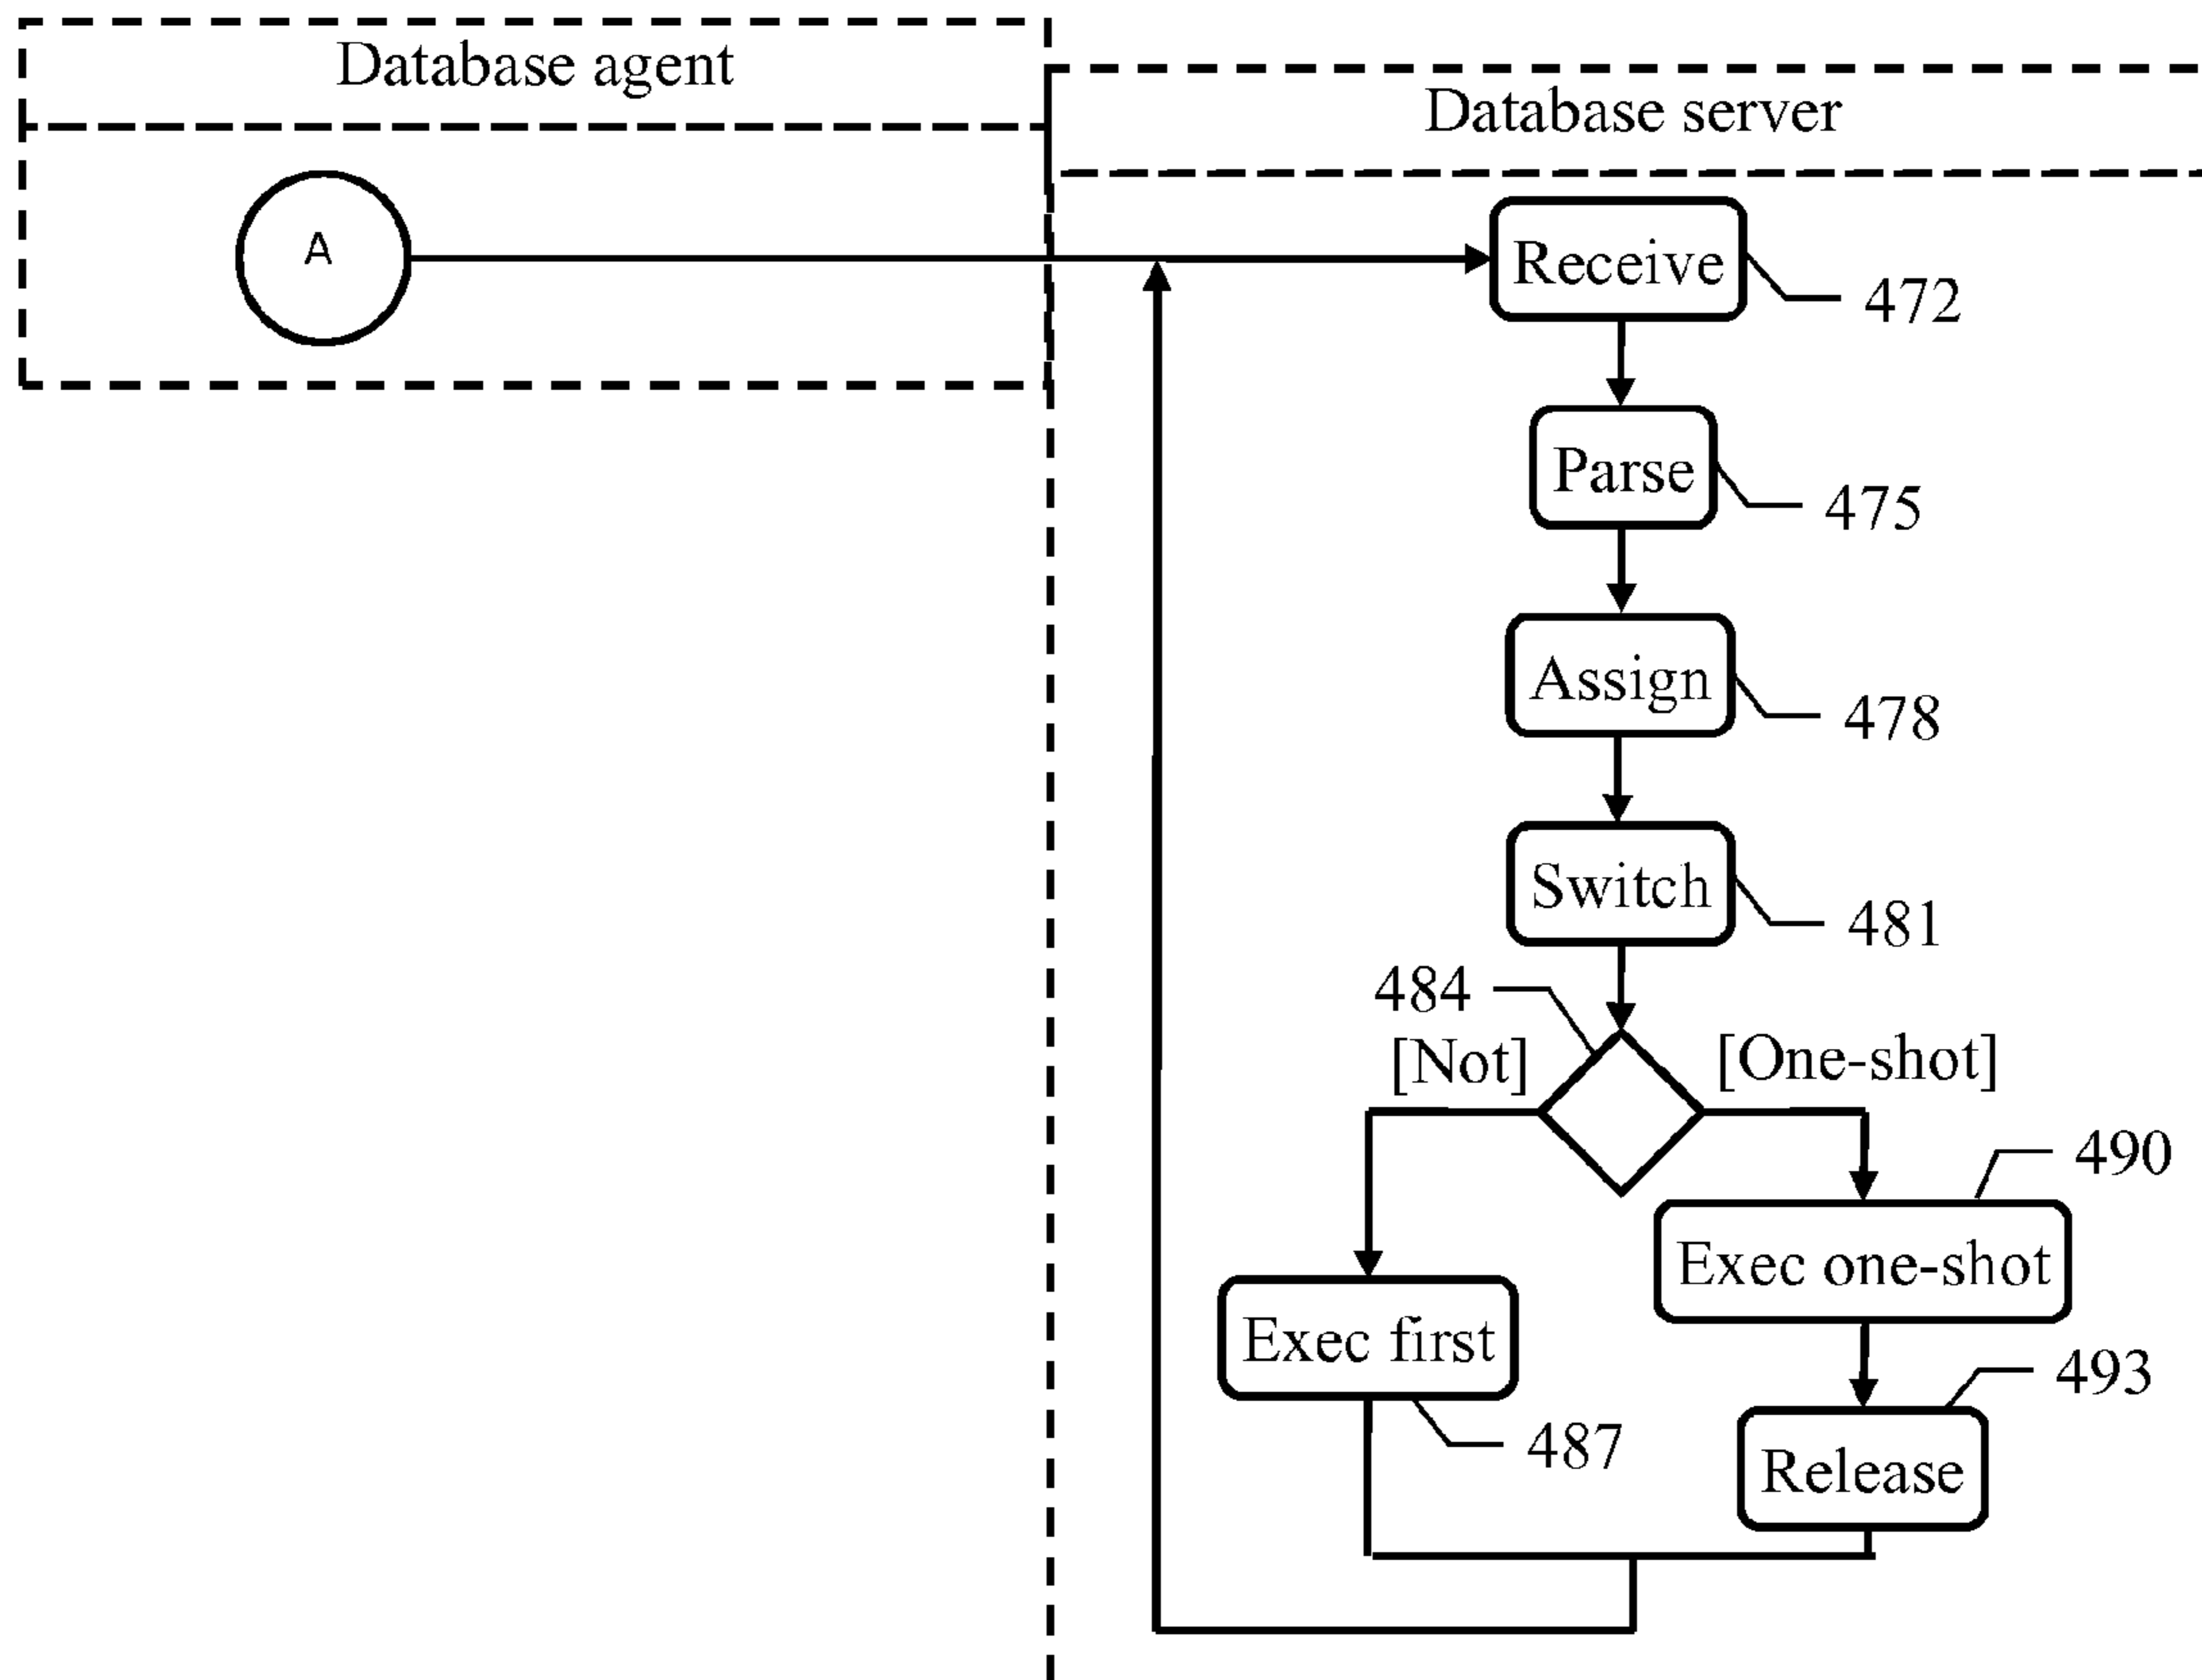 Database agent
Database server
A
Receive
472
Parse
475
Assign
478
Switch
481
484
[Not]
[One-shot]
490
Exec one-shot
Exec first
493
487
Release